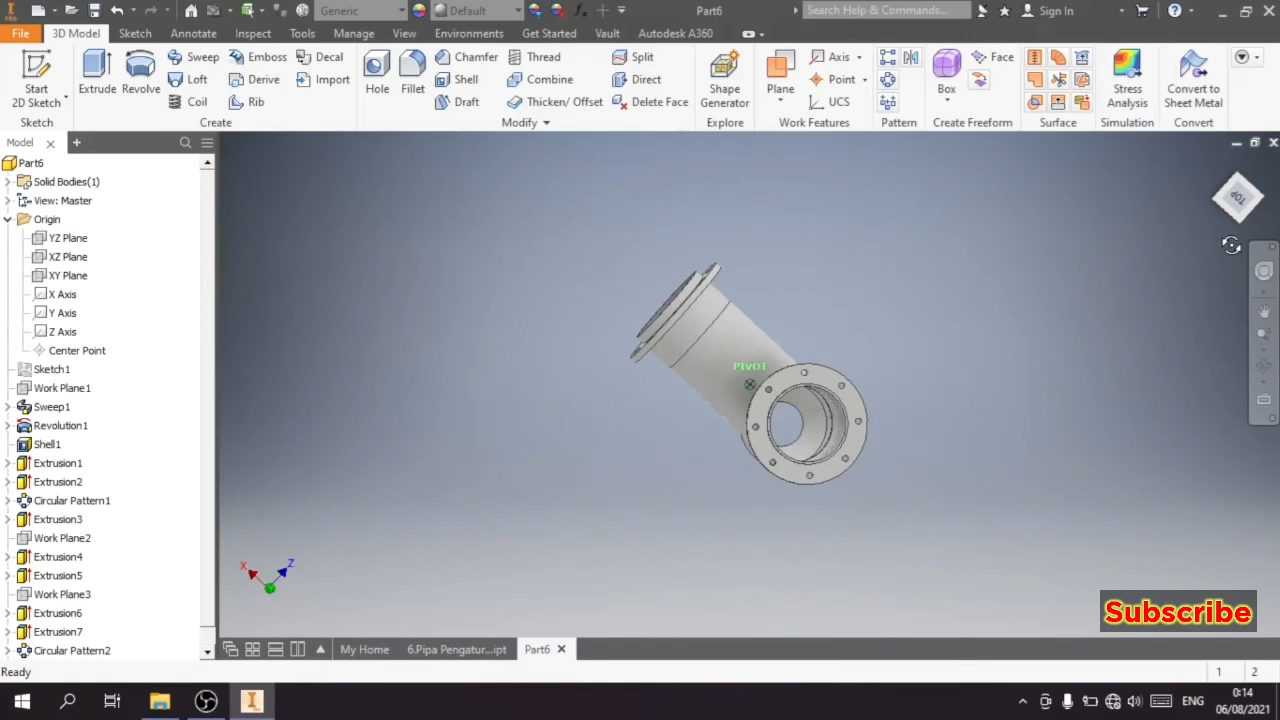 PRO
Generic
Default
Part6
Search Help & Commands...
Sign In
File
3D Model
Sketch
Annotate
Inspect
Tools
Manage
View
Environments
Get Started
Vault
Autodesk A360
Start
2D Sketch
Sketch
Extrude
Revolve
Sweep
Loft
Coil
Emboss
Derive
Rib
Decal
Import
Create
Hole
Fillet
Chamfer
Shell
Draft
Thread
Combine
Thicken/ Offset
Split
Direct
Delete Face
Modify
Shape
Generator
Explore
Plane
Axis
Point
UCS
Work Features
Pattern
Box
Face
Create Freeform
Surface
Stress
Analysis
Simulation
Convert to
Sheet Metal
Convert
Model
Part6
Solid Bodies(1)
View: Master
Origin
YZ Plane
XZ Plane
XY Plane
X Axis
Y Axis
Z Axis
Center Point
Sketch1
Work Plane1
Sweep1
Revolution1
Shell1
Extrusion1
Extrusion2
Circular Pattern1
Extrusion3
Work Plane2
Extrusion4
Extrusion5
Work Plane3
Extrusion6
Extrusion7
Circular Pattern2
TOP
PIVOT
X
Z
Subscribe
My Home
6.Pipa Pengatur....ipt
Part6
Ready
1
2
ENG
0:14
06/08/2021